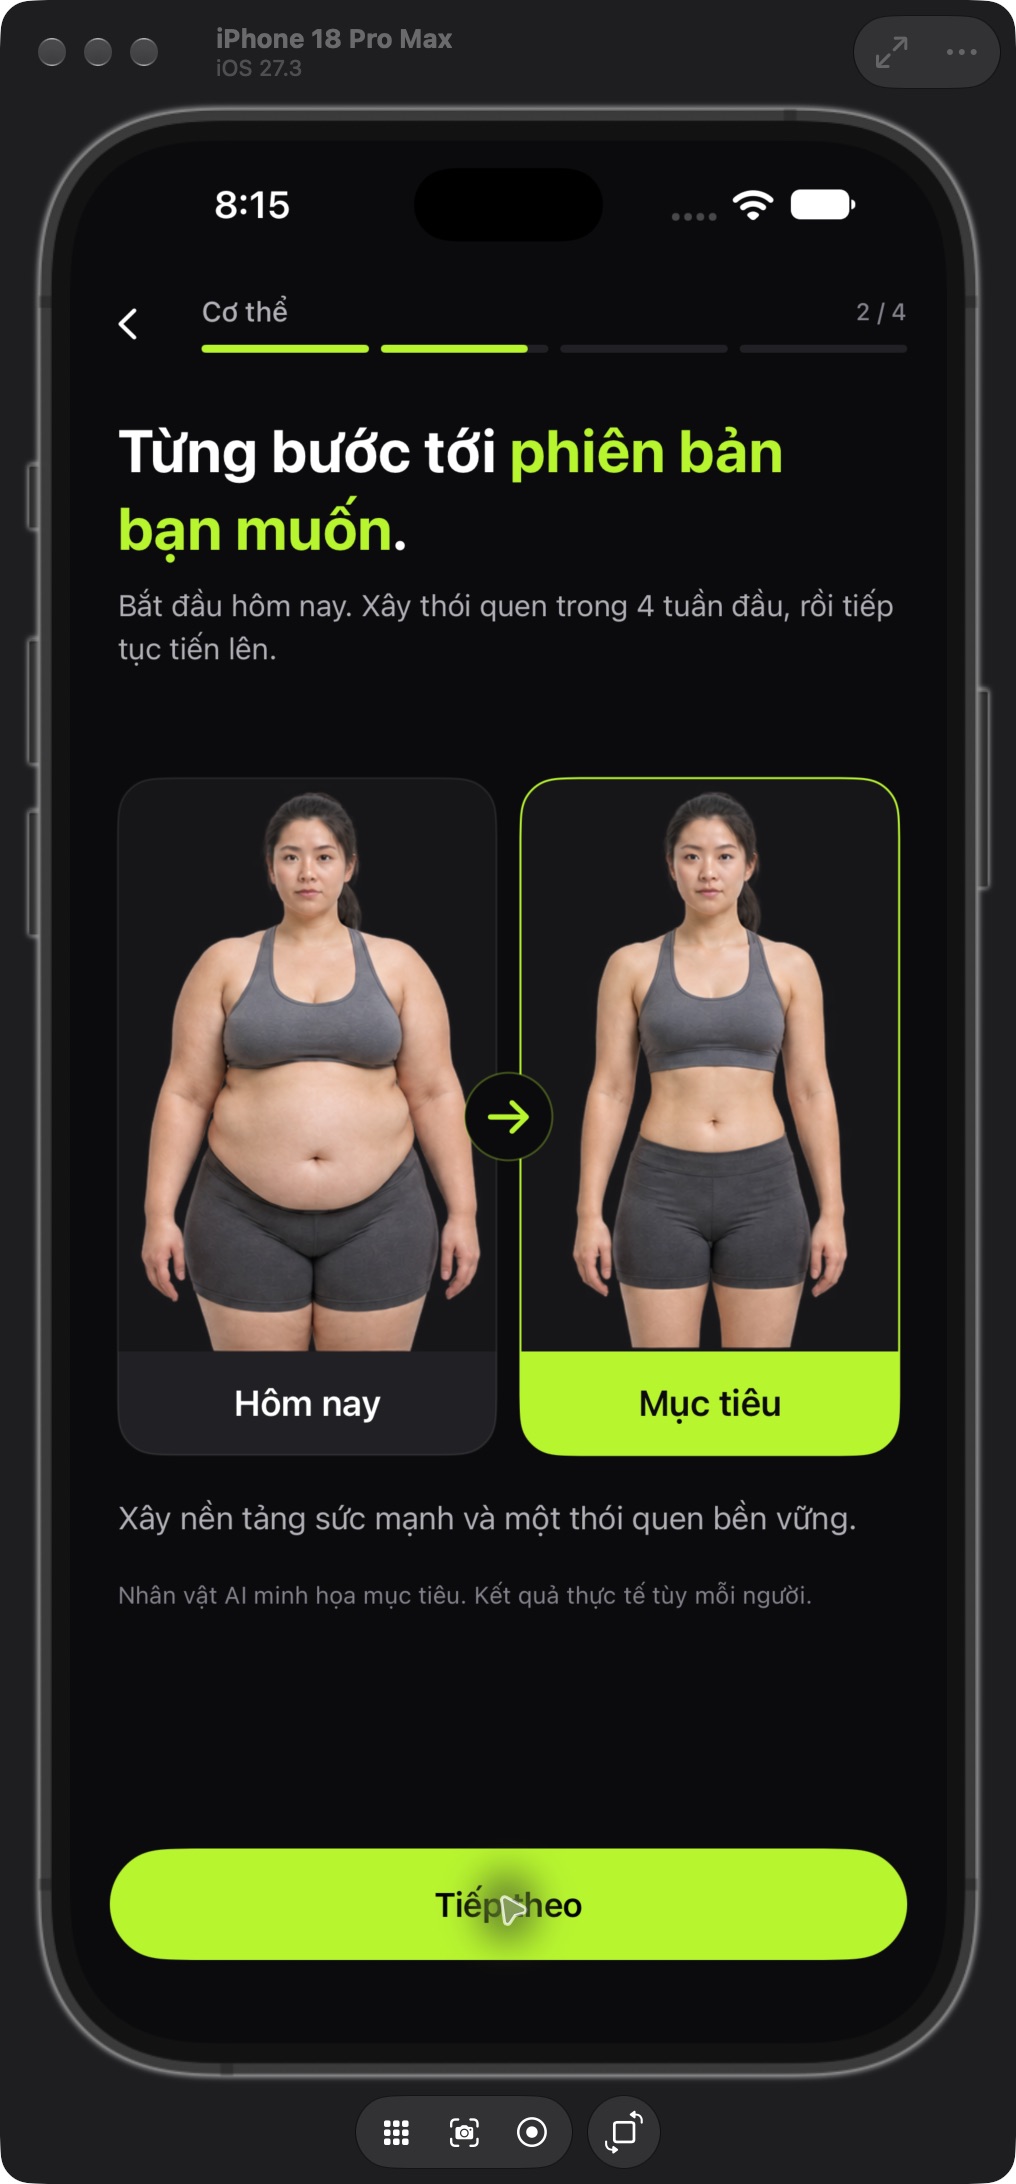 iPhone 18 Pro Max
iOS 27.3
8:15
Cơ thể
2 / 4
Từng bước tới phiên bản
bạn muốn.
Bắt đầu hôm nay. Xây thói quen trong 4 tuần đầu, rồi tiếp
tục tiến lên.
Hôm nay
Mục tiêu
Xây nền tảng sức mạnh và một thói quen bền vững.
Nhân vật AI minh họa mục tiêu. Kết quả thực tế tùy mỗi người.
Tiếp theo